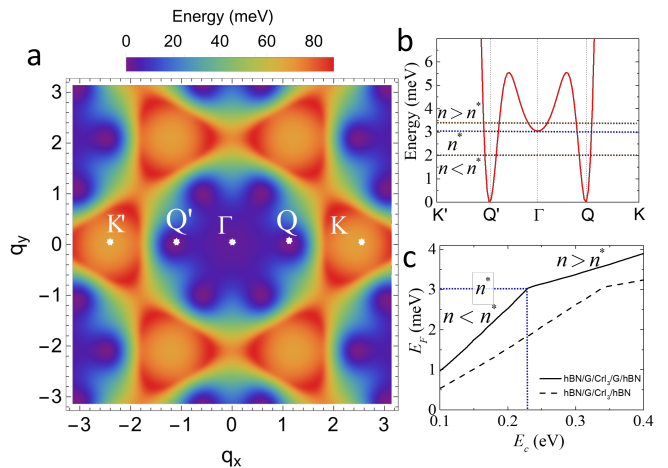 Energy (meV)
0 20 40 60 80
a
3
2
1
0
−1
−2
−3
q_y
K'
Q'
Γ
Q
K
−3 −2 −1 0 1 2 3
q_x
b
Energy (meV)
6
5
4
3
2
1
0
n>n*
n*
n<n*
K' Q' Γ Q K
c
E_F (meV)
4
3
2
1
0
n*
n>n*
n<n*
hBN/G/CrI₃/G/hBN
hBN/G/CrI₃/hBN
0.1 0.2 0.3 0.4
E_c (eV)